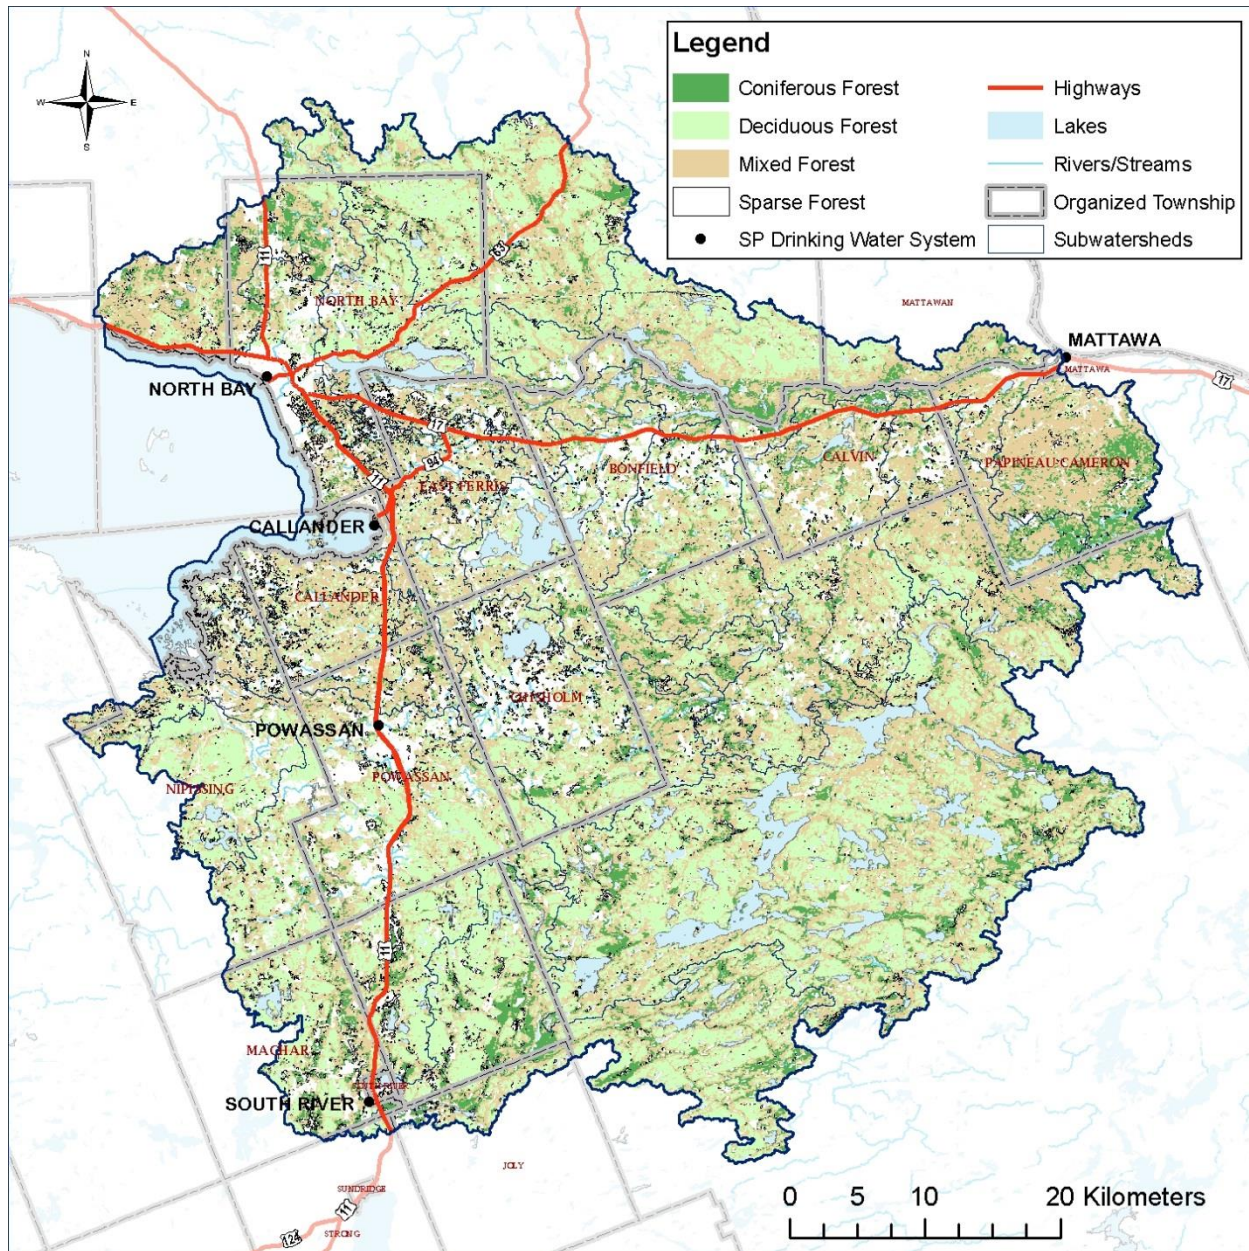 Legend
Coniferous Forest
Deciduous Forest
Mixed Forest
Sparse Forest
SP Drinking Water System
Highways
Lakes
Rivers/Streams
Organized Township
Subwatersheds
N
W E
S
11
63
NORTH BAY
MATTAWAN
MATTAWA
MATTAWA
17
NORTH BAY
17
94
11
EAST FERRIS
BONFIELD
CALVIN
PAPINEAU-CAMERON
CALLANDER
CALLANDER
CHISHOLM
POWASSAN
POWASSAN
NIPISSING
11
MACHAR
SOUTH RIVER
SOUTH RIVER
JOLY
SUNDRIDGE
11
STRONG
124
0 5 10 20 Kilometers